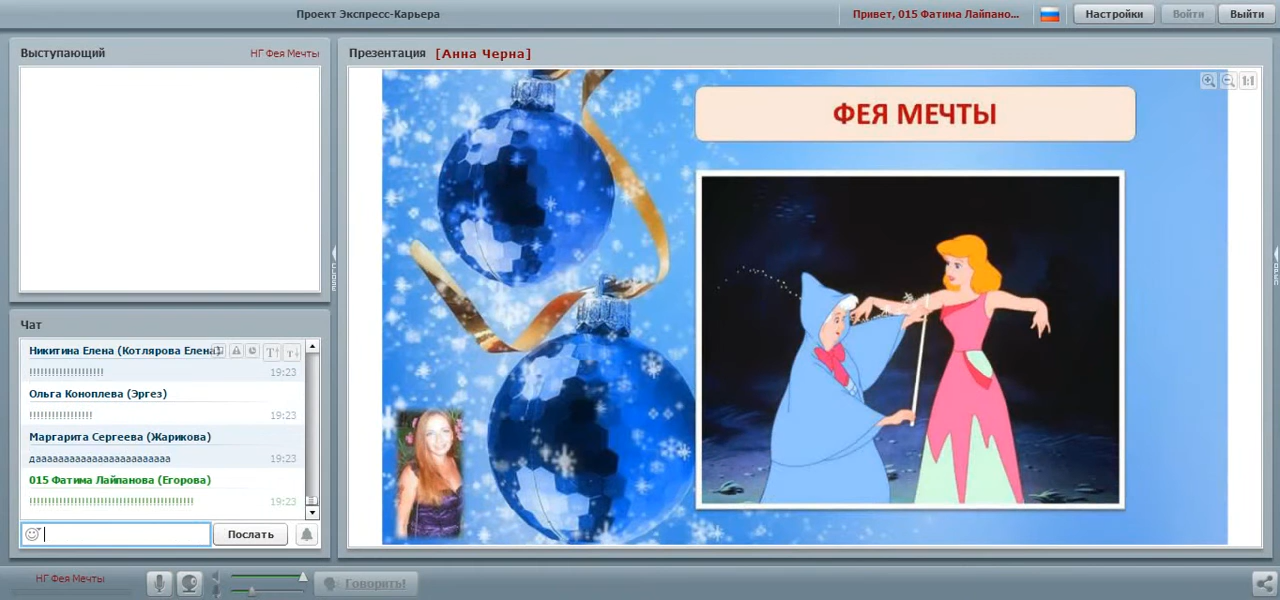 Проект Экспресс-Карьера
Привет, 015 Фатима Лайпано...
Настройки
Войти
Выйти
Выступающий
НГ Фея Мечты
Презентация [Анна Черна]
1:1
ФЕЯ МЕЧТЫ
Чат
Никитина Елена (Котлярова Елена)
!!!!!!!!!!!!!!!!!!!! 19:23
Ольга Коноплева (Эргез)
!!!!!!!!!!!!!!!!! 19:23
Маргарита Сергеева (Жарикова)
дааааааааааааааааааааааааа 19:23
015 Фатима Лайпанова (Егорова)
!!!!!!!!!!!!!!!!!!!!!!!!!!!!!!!!!!!!!!!!!!!! 19:23
Послать
НГ Фея Мечты
Говорить!